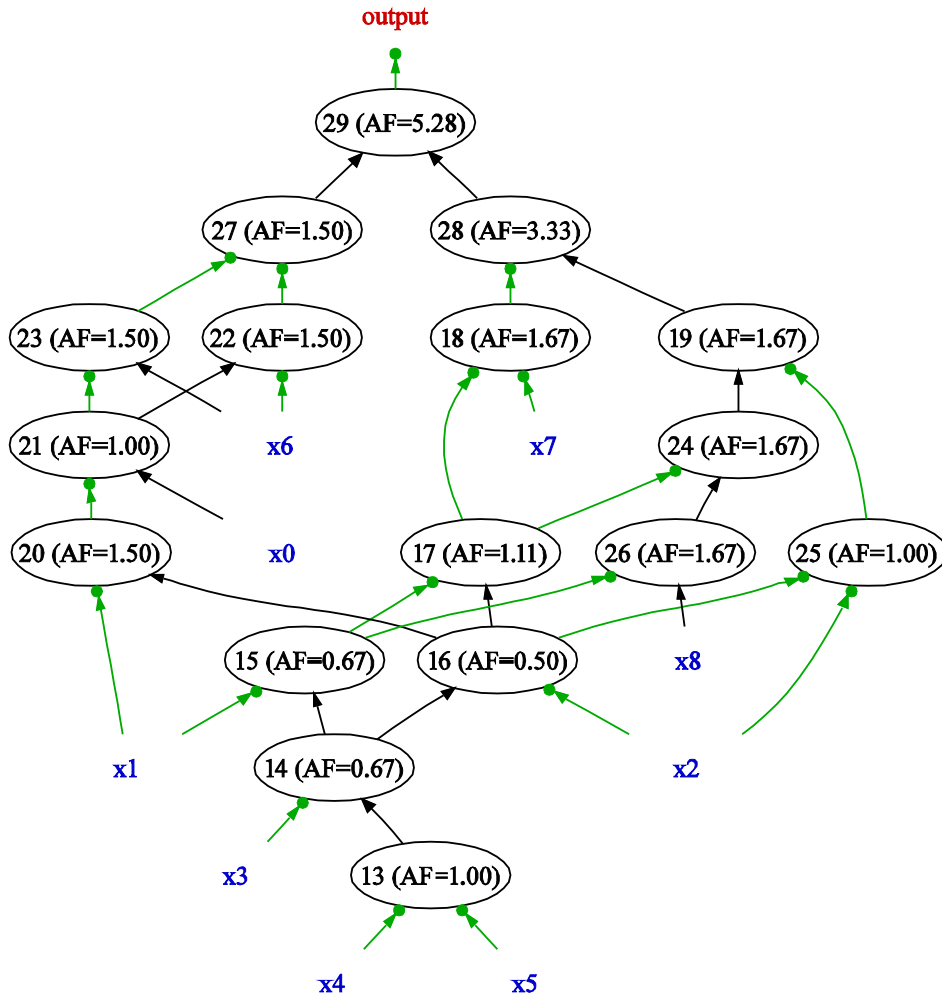 output
29 (AF=5.28)
27 (AF=1.50)
28 (AF=3.33)
23 (AF=1.50)
22 (AF=1.50)
18 (AF=1.67)
19 (AF=1.67)
21 (AF=1.00)
x6
x7
24 (AF=1.67)
20 (AF=1.50)
x0
17 (AF=1.11)
26 (AF=1.67)
25 (AF=1.00)
15 (AF=0.67)
16 (AF=0.50)
x8
x1
14 (AF=0.67)
x2
x3
13 (AF=1.00)
x4
x5